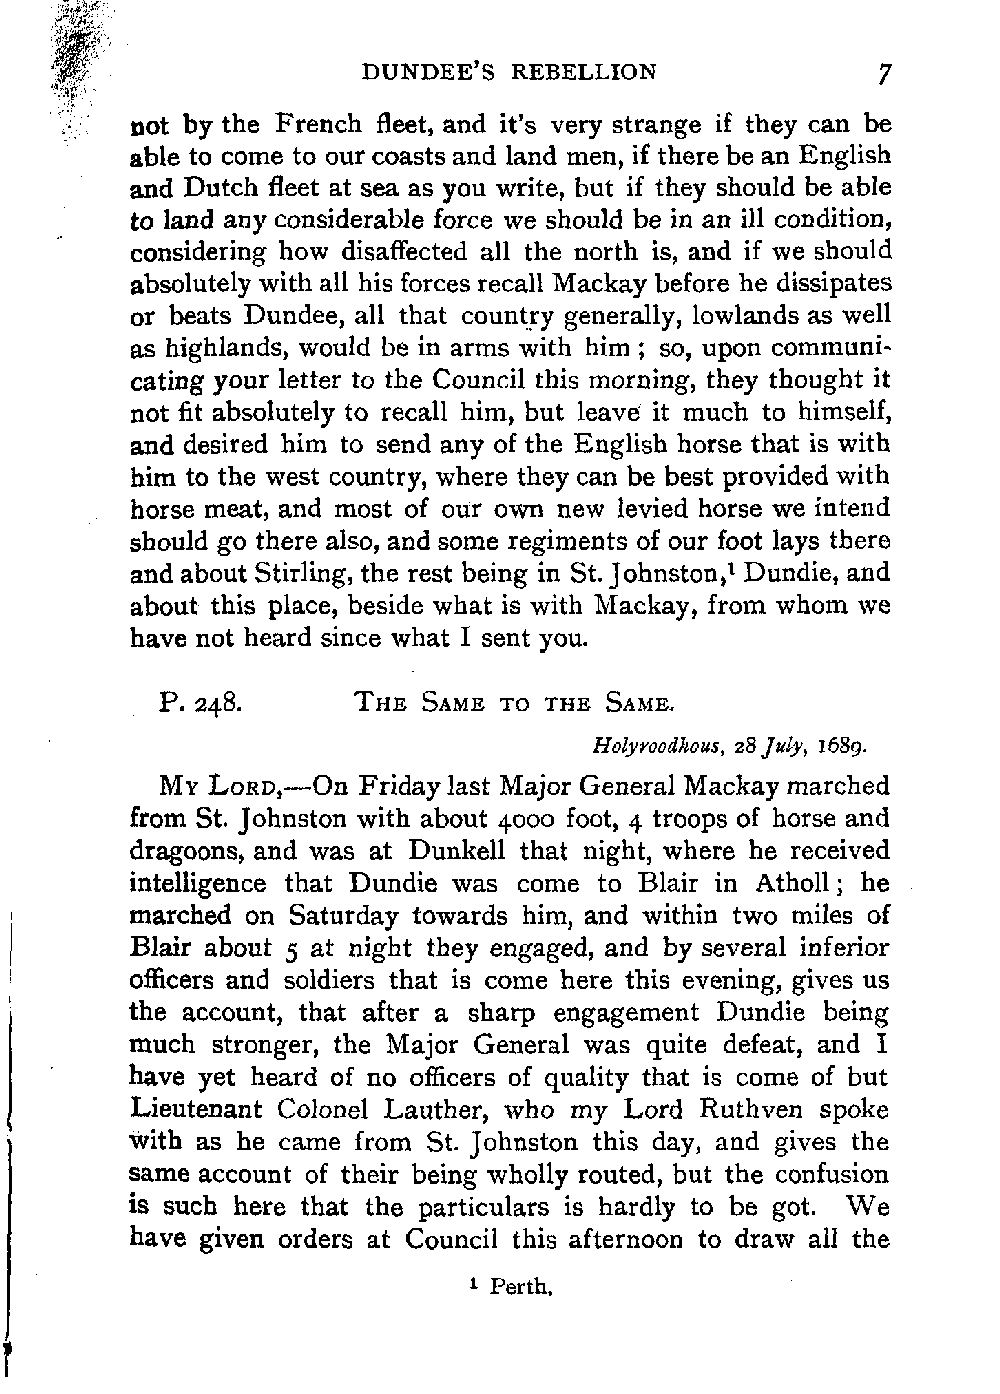 DUNDEE'S REBELLION 7
not by the French fleet, and it's very strange if they can be
able to come to our coasts and land men, if there be an English
and Dutch fleet at sea as you write, but if they should be able
to land any considerable force we should be in an ill condition,
considering how disaffected all the north is, and if we should
absolutely with all his forces recall Mackay before he dissipates
or beats Dundee, all that country generally, lowlands as well
as highlands, would be in arms with him ; so, upon communi-
cating your letter to the Council this morning, they thought it
not fit absolutely to recall him, but leave it much to himself,
and desired him to send any of the English horse that is with
him to the west country, where they can be best provided with
horse meat, and most of our own new levied horse we intend
should go there also, and some regiments of our foot lays there
and about Stirling, the rest being in St. Johnston,¹ Dundie, and
about this place, beside what is with Mackay, from whom we
have not heard since what I sent you.
P. 248. THE SAME TO THE SAME.
Holyroodhous, 28 July, 1689.
MY LORD,—On Friday last Major General Mackay marched
from St. Johnston with about 4000 foot, 4 troops of horse and
dragoons, and was at Dunkell that night, where he received
intelligence that Dundie was come to Blair in Atholl ; he
marched on Saturday towards him, and within two miles of
Blair about 5 at night they engaged, and by several inferior
officers and soldiers that is come here this evening, gives us
the account, that after a sharp engagement Dundie being
much stronger, the Major General was quite defeat, and I
have yet heard of no officers of quality that is come of but
Lieutenant Colonel Lauther, who my Lord Ruthven spoke
with as he came from St. Johnston this day, and gives the
same account of their being wholly routed, but the confusion
is such here that the particulars is hardly to be got. We
have given orders at Council this afternoon to draw all the
¹ Perth.